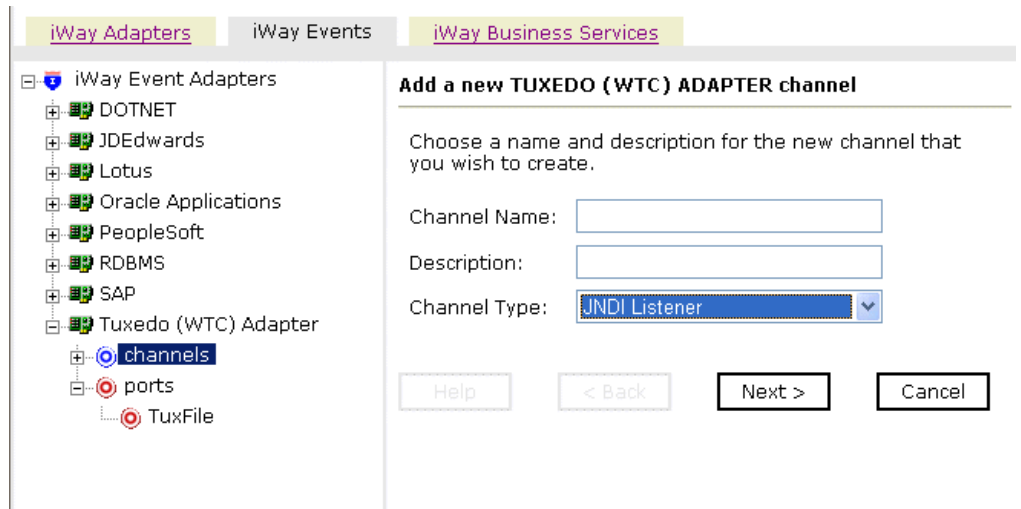 iWay Adapters
iWay Events
iWay Business Services
iWay Event Adapters
DOTNET
JDEdwards
Lotus
Oracle Applications
PeopleSoft
RDBMS
SAP
Tuxedo (WTC) Adapter
channels
ports
TuxFile
Add a new TUXEDO (WTC) ADAPTER channel
Choose a name and description for the new channel that
you wish to create.
Channel Name:
Description:
Channel Type:
JNDI Listener
Help
< Back
Next >
Cancel